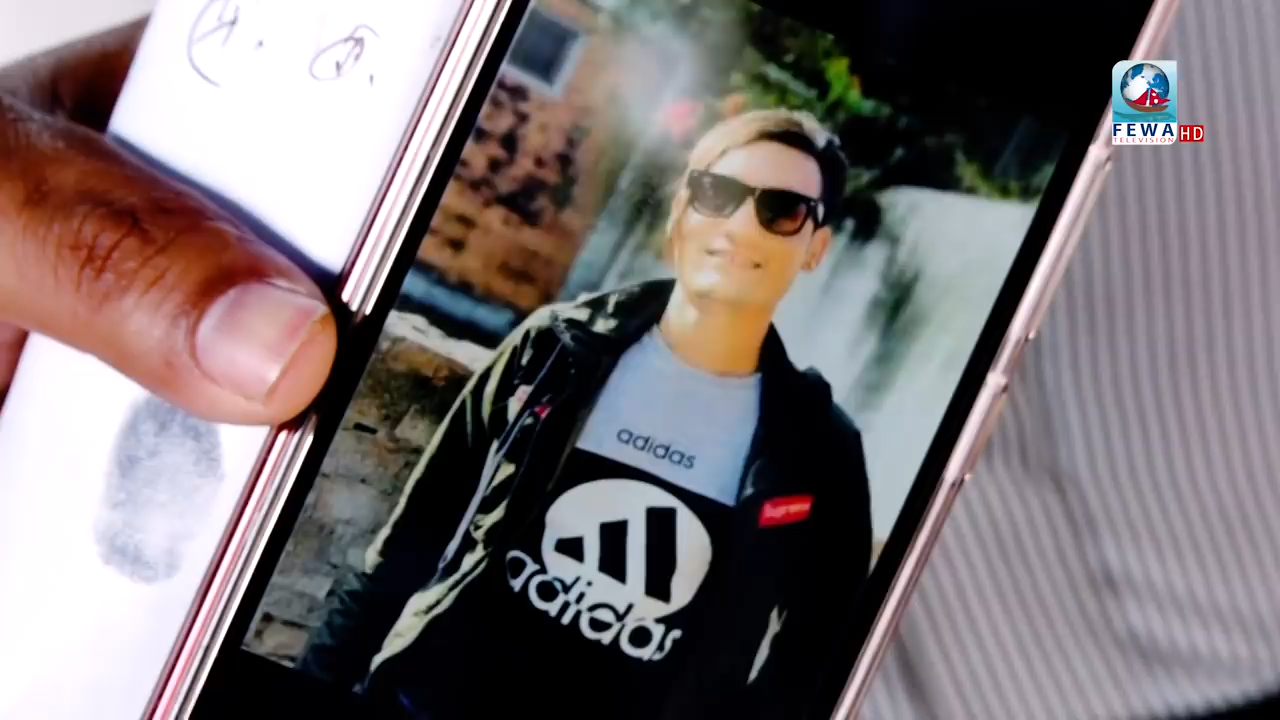 FEWA HD
TELEVISION
adidas
Supreme
adidas